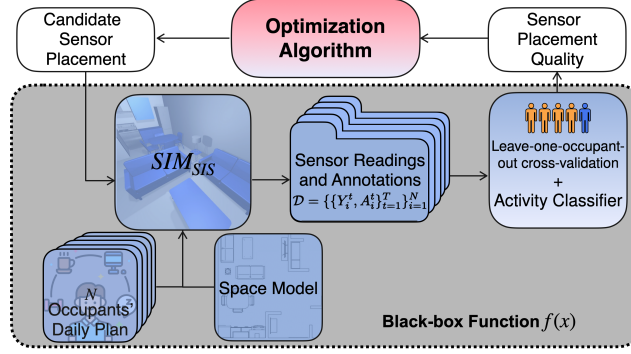 Candidate
Sensor
Placement
Optimization
Algorithm
Sensor
Placement
Quality
SIM_SIS
Sensor Readings
and Annotations
𝒟 = {{Y_i^t, A_i^t}_{t=1}^T}_{i=1}^N
Leave-one-occupant-
out cross-validation
+
Activity Classifier
N
Occupants'
Daily Plan
Space Model
Black-box Function f(x)